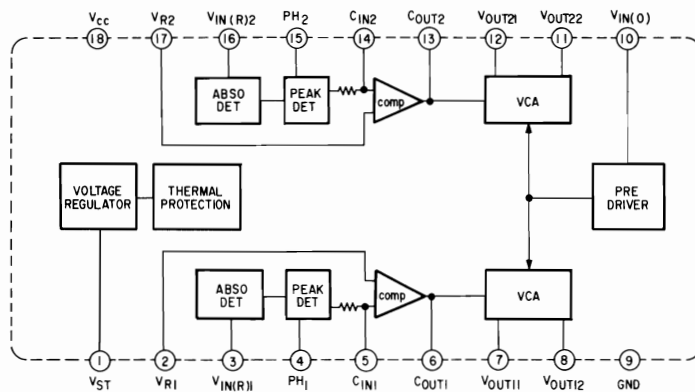 Vcc VR2 VIN(R)2 PH2 CIN2 COUT2 VOUT21 VOUT22 VIN(O)
18 17 16 15 14 13 12 11 10
ABSO DET
PEAK DET
comp
VCA
VOLTAGE REGULATOR
THERMAL PROTECTION
PRE DRIVER
ABSO DET
PEAK DET
comp
VCA
1 2 3 4 5 6 7 8 9
VST VR1 VIN(R)1 PH1 CIN1 COUT1 VOUT11 VOUT12 GND